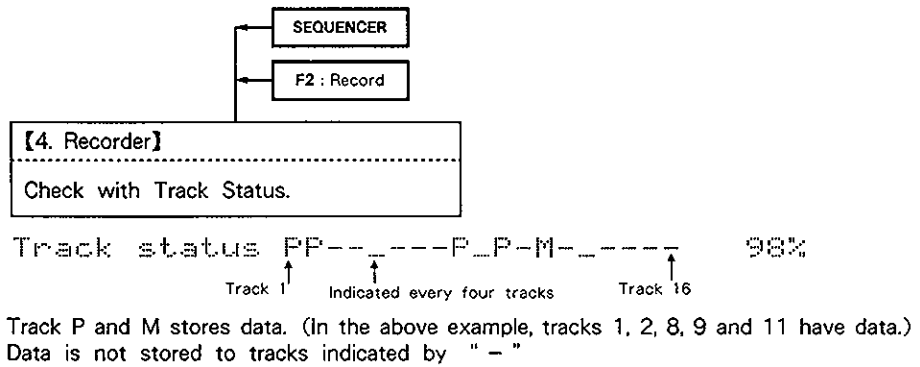 SEQUENCER
F2 : Record
【4. Recorder】
Check with Track Status.
Track status PP--_---P_P-M-_---- 98%
Track 1
Indicated every four tracks
Track 16
Track P and M stores data. (In the above example, tracks 1, 2, 8, 9 and 11 have data.)
Data is not stored to tracks indicated by " – "